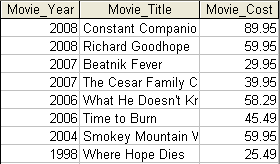 Movie_Year Movie_Title Movie_Cost
2008 Constant Companio 89.95
2008 Richard Goodhope 59.95
2007 Beatnik Fever 29.95
2007 The Cesar Family C 39.95
2006 What He Doesn't Kr 58.29
2006 Time to Burn 45.49
2004 Smokey Mountain V 59.95
1998 Where Hope Dies 25.49